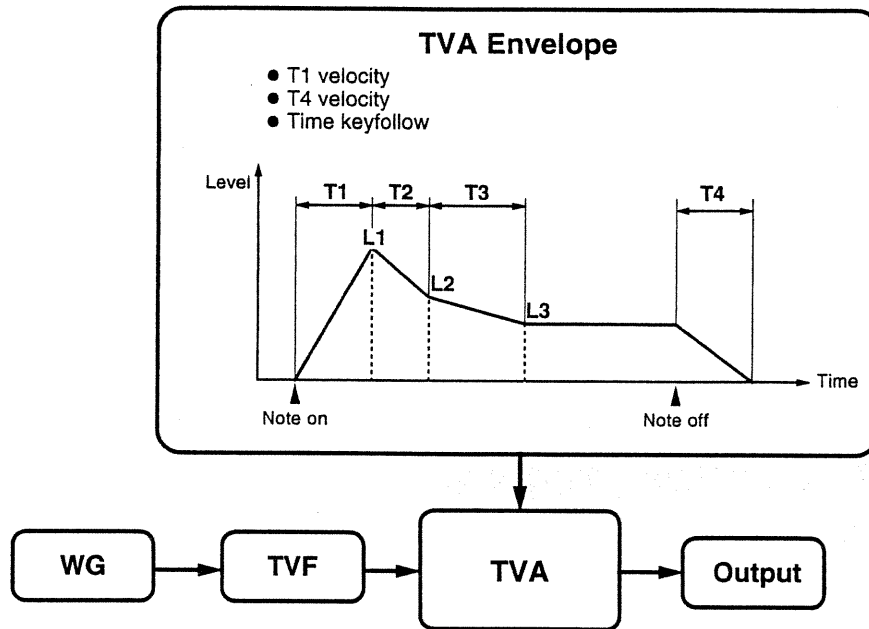 TVA Envelope
● T1 velocity
● T4 velocity
● Time keyfollow
Level
T1 T2 T3 T4
L1
L2
L3
Time
Note on Note off
WG TVF TVA Output